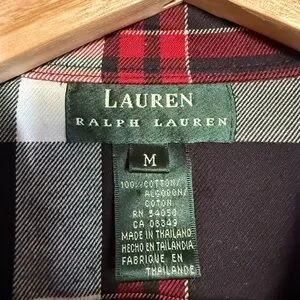 LAUREN
RALPH LAUREN
M
100% COTTON/
ALGODON/
COTON
RN 54050
CA 08349
MADE IN THAILAND
HECHO EN TAILANDIA
FABRIQUE EN
THAILANDE